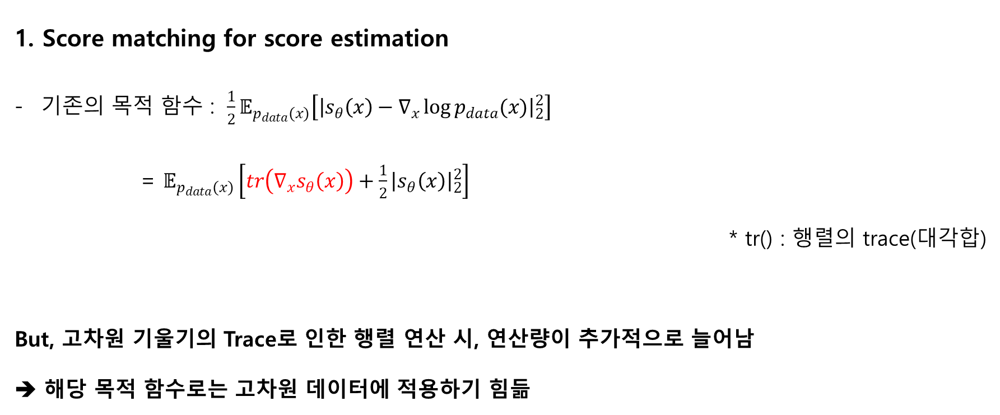 1. Score matching for score estimation
- 기존의 목적 함수 : $\frac{1}{2}\mathbb{E}_{p_{data}(x)}\left[|s_\theta(x) - \nabla_x \log p_{data}(x)|_2^2\right]$
= $\mathbb{E}_{p_{data}(x)}\left[tr(\nabla_x s_\theta(x)) + \frac{1}{2}|s_\theta(x)|_2^2\right]$
* tr() : 행렬의 trace(대각합)
But, 고차원 기울기의 Trace로 인한 행렬 연산 시, 연산량이 추가적으로 늘어남
➔ 해당 목적 함수로는 고차원 데이터에 적용하기 힘듦